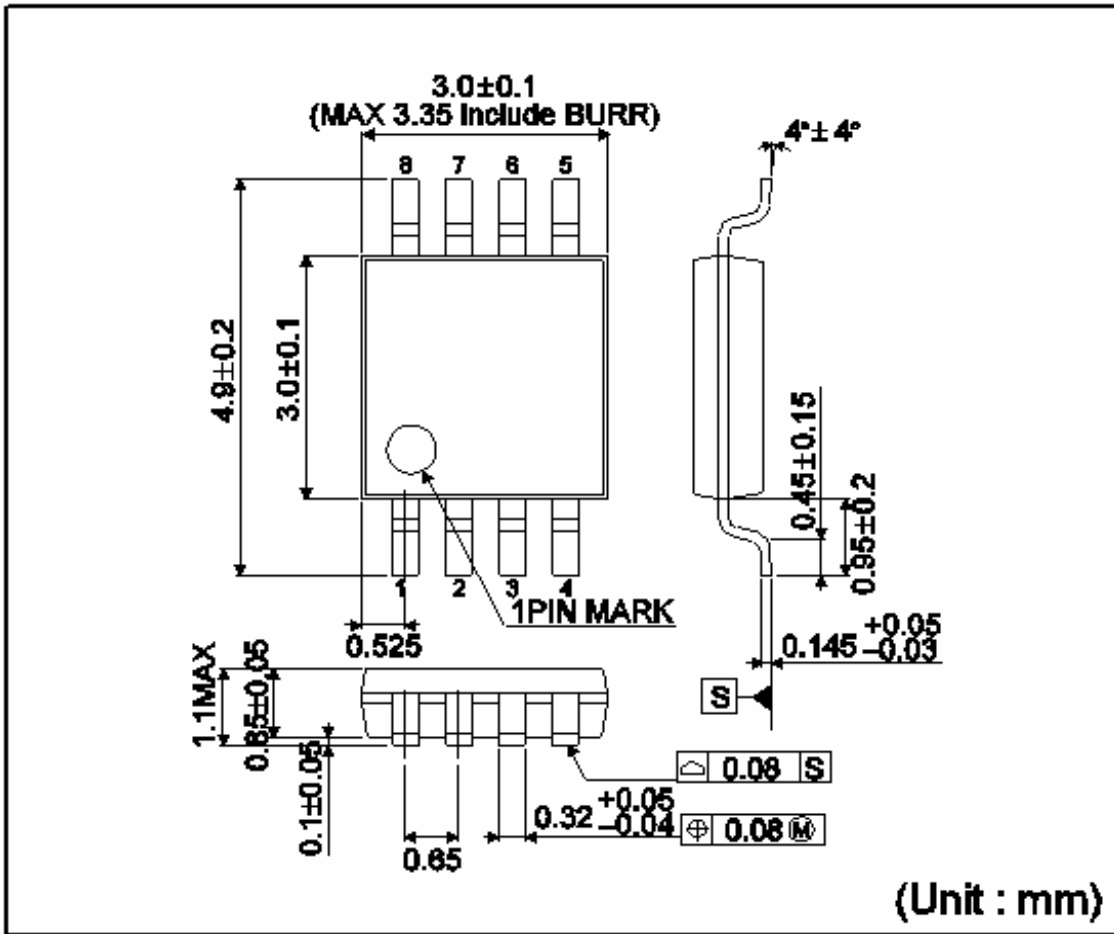 3.0±0.1
(MAX 3.35 include BURR)
8 7 6 5
4°±4°
4.9±0.2
3.0±0.1
0.45±0.15
0.95±0.2
1 2 3 4
1PIN MARK
0.525
0.145 +0.05 −0.03
S
1.1MAX
0.85±0.05
0.1±0.05
0.08 S
0.32 +0.05 −0.04
0.08 Ⓜ
0.65
(Unit : mm)